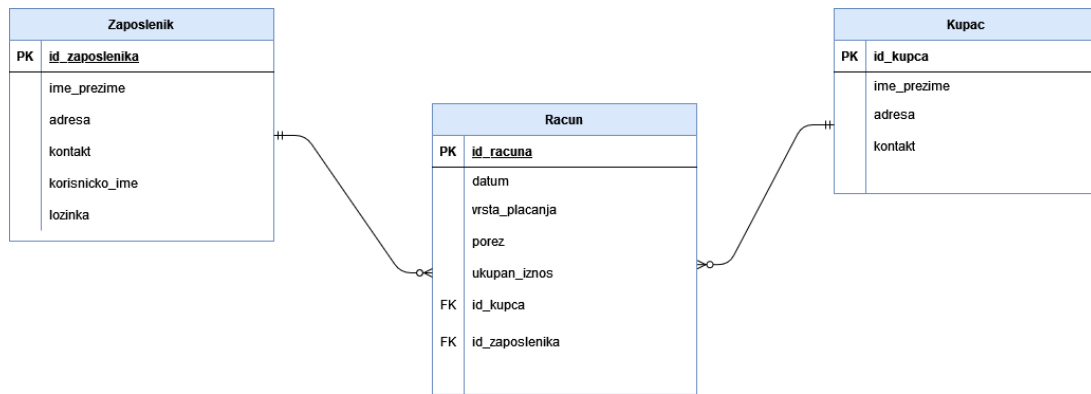 Zaposlenik
PK id_zaposlenika
ime_prezime
adresa
kontakt
korisnicko_ime
lozinka
Racun
PK id_racuna
datum
vrsta_placanja
porez
ukupan_iznos
FK id_kupca
FK id_zaposlenika
Kupac
PK id_kupca
ime_prezime
adresa
kontakt